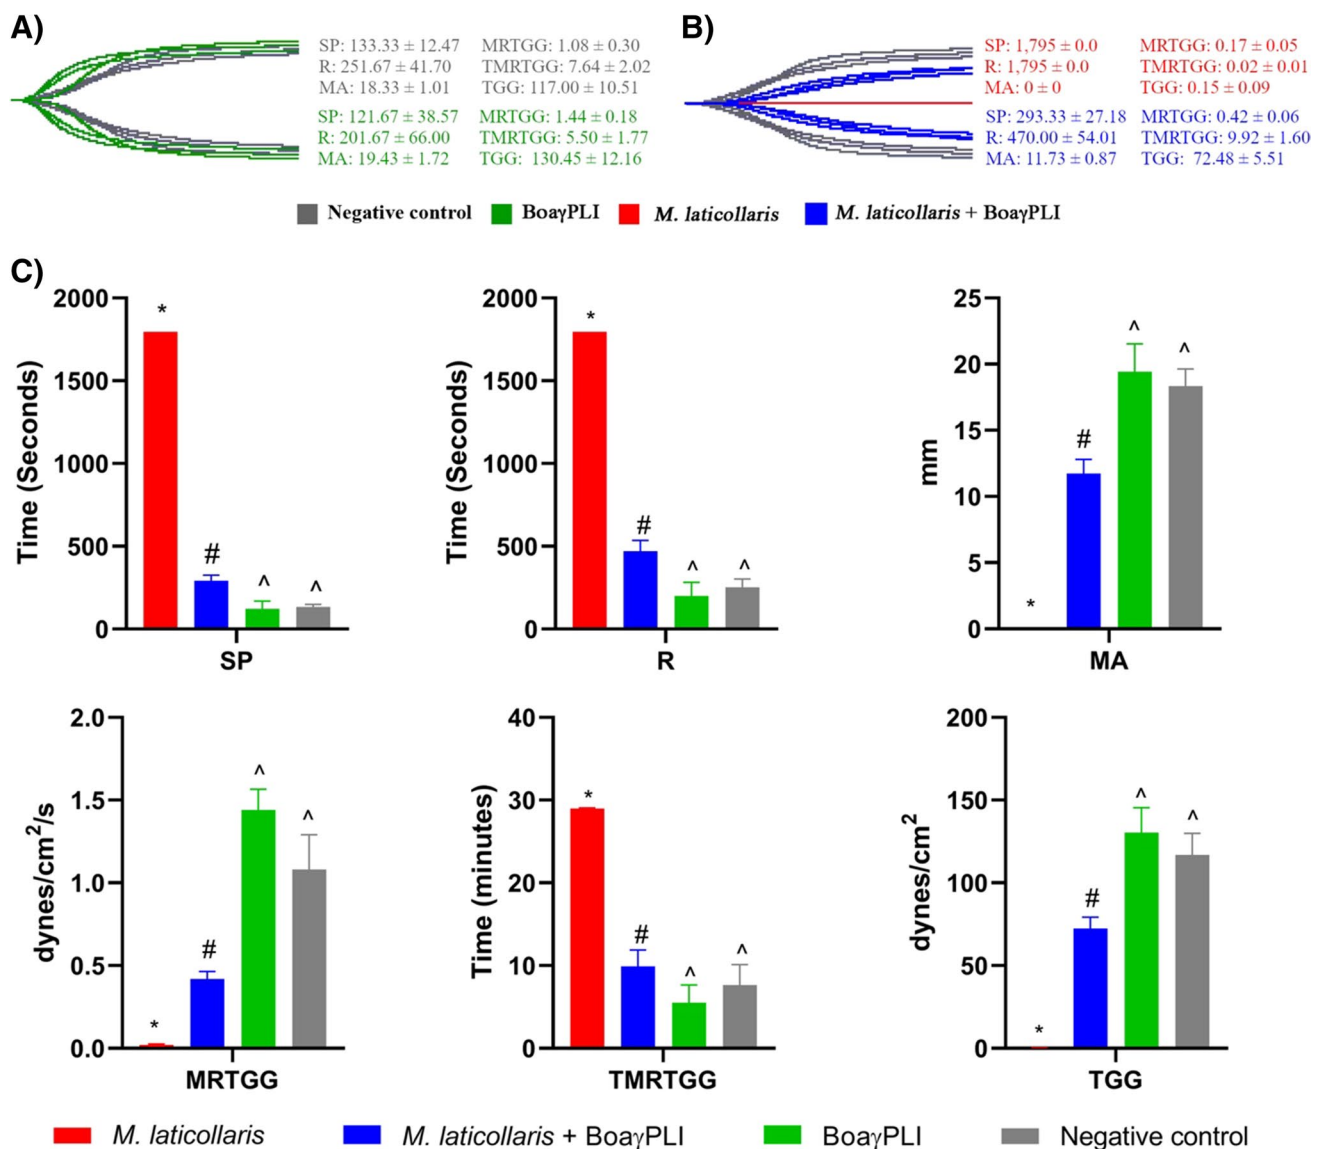 A)
SP: 133.33 ± 12.47 MRTGG: 1.08 ± 0.30
R: 251.67 ± 41.70 TMRTGG: 7.64 ± 2.02
MA: 18.33 ± 1.01 TGG: 117.00 ± 10.51
SP: 121.67 ± 38.57 MRTGG: 1.44 ± 0.18
R: 201.67 ± 66.00 TMRTGG: 5.50 ± 1.77
MA: 19.43 ± 1.72 TGG: 130.45 ± 12.16
B)
SP: 1,795 ± 0.0 MRTGG: 0.17 ± 0.05
R: 1,795 ± 0.0 TMRTGG: 0.02 ± 0.01
MA: 0 ± 0 TGG: 0.15 ± 0.09
SP: 293.33 ± 27.18 MRTGG: 0.42 ± 0.06
R: 470.00 ± 54.01 TMRTGG: 9.92 ± 1.60
MA: 11.73 ± 0.87 TGG: 72.48 ± 5.51
Negative control BoaγPLI M. laticollaris M. laticollaris + BoaγPLI
C)
Time (Seconds)
2000
1500
1000
500
0
*
#
^
^
SP
Time (Seconds)
2000
1500
1000
500
0
*
#
^
^
R
mm
25
20
15
10
5
0
*
#
^
^
MA
dynes/cm²/s
2.0
1.5
1.0
0.5
0.0
*
#
^
^
MRTGG
Time (minutes)
40
30
20
10
0
*
#
^
^
TMRTGG
dynes/cm²
200
150
100
50
0
*
#
^
^
TGG
M. laticollaris M. laticollaris + BoaγPLI BoaγPLI Negative control